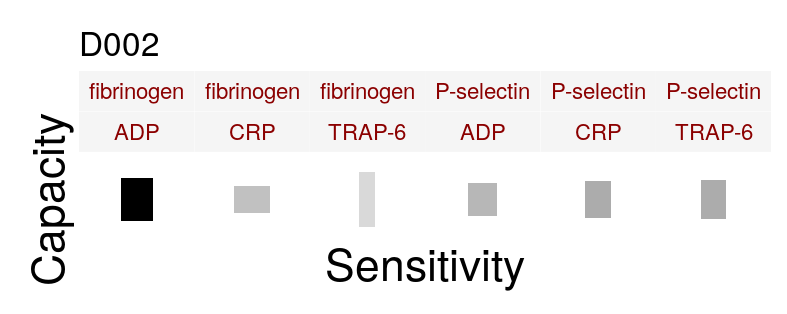 D002
fibrinogen fibrinogen fibrinogen P-selectin P-selectin P-selectin
ADP CRP TRAP-6 ADP CRP TRAP-6
Capacity
Sensitivity